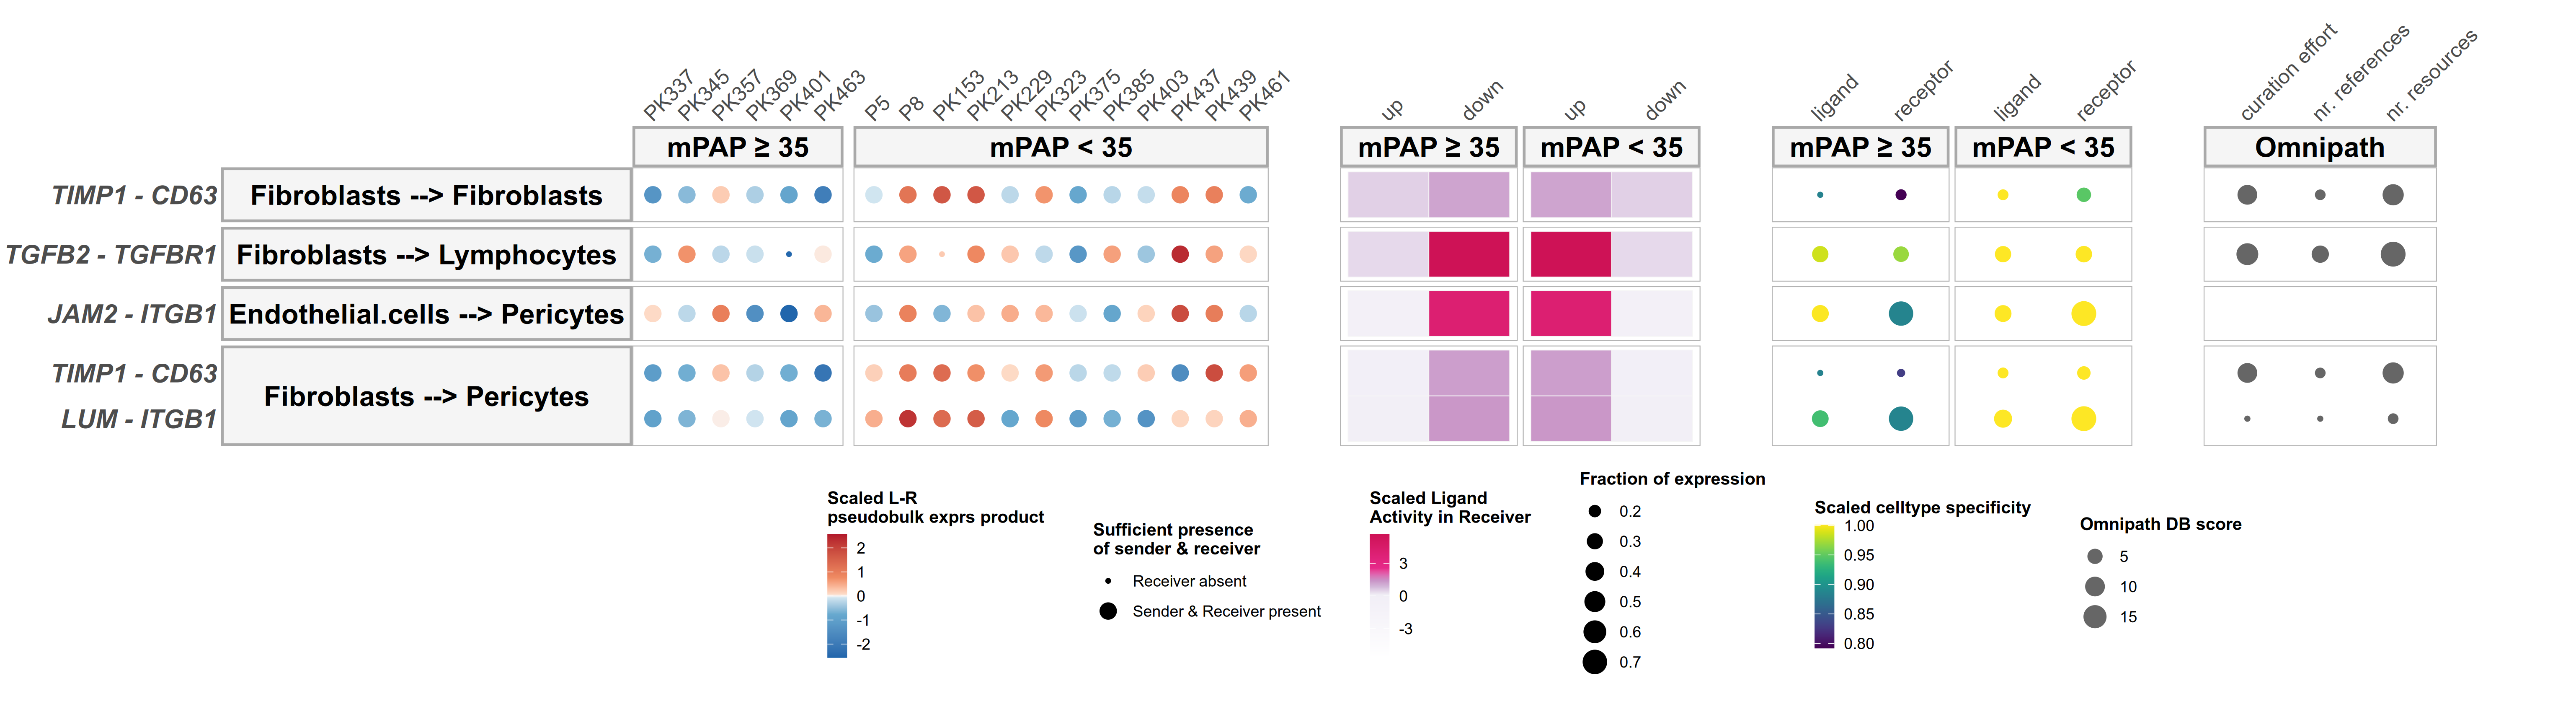 PK337 PK345 PK357 PK369 PK401 PK463 P5 P8 PK153 PK213 PK229 PK323 PK375 PK385 PK403 PK437 PK439 PK461 up down up down ligand receptor ligand receptor curation effort nr. references nr. resources
mPAP ≥ 35 mPAP < 35 mPAP ≥ 35 mPAP < 35 mPAP ≥ 35 mPAP < 35 Omnipath
TIMP1 - CD63 Fibroblasts --> Fibroblasts
TGFB2 - TGFBR1 Fibroblasts --> Lymphocytes
JAM2 - ITGB1 Endothelial.cells --> Pericytes
TIMP1 - CD63
Fibroblasts --> Pericytes
LUM - ITGB1
Scaled L-R
pseudobulk exprs product
2
1
0
-1
-2
Sufficient presence
of sender & receiver
Receiver absent
Sender & Receiver present
Scaled Ligand
Activity in Receiver
3
0
-3
Fraction of expression
0.2
0.3
0.4
0.5
0.6
0.7
Scaled celltype specificity
1.00
0.95
0.90
0.85
0.80
Omnipath DB score
5
10
15